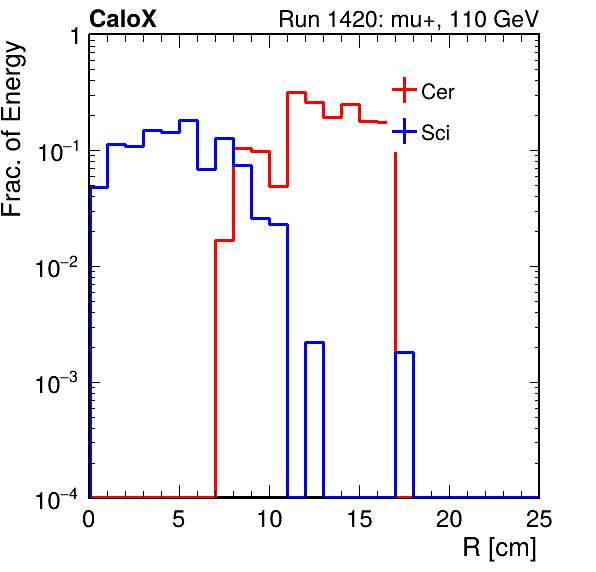 CaloX Run 1420: mu+, 110 GeV
Frac. of Energy
1
10⁻¹
10⁻²
10⁻³
10⁻⁴
Cer
Sci
0 5 10 15 20 25
R [cm]